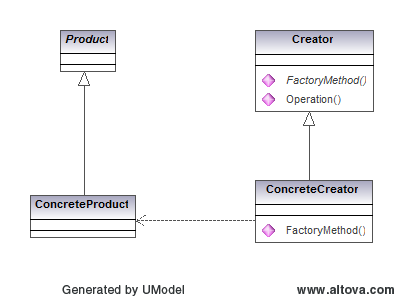 Product
Creator
FactoryMethod()
Operation()
ConcreteProduct
ConcreteCreator
FactoryMethod()
Generated by UModel
www.altova.com